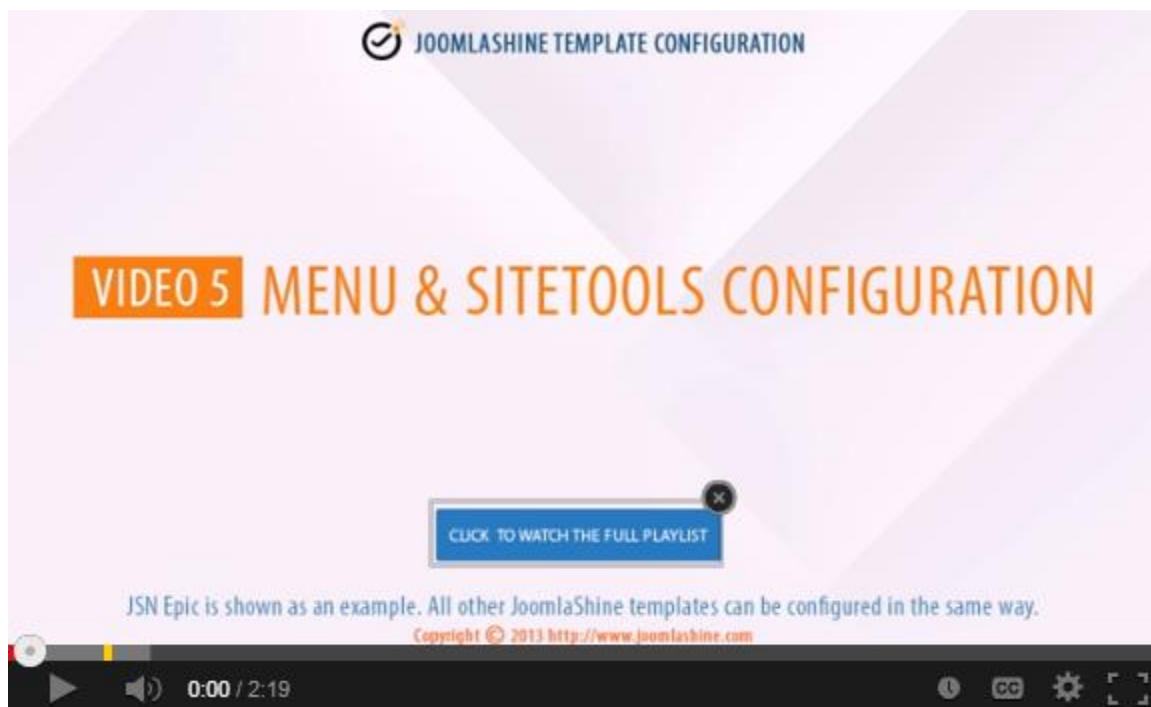 JOOMLASHINE TEMPLATE CONFIGURATION
VIDEO 5 MENU & SITETOOLS CONFIGURATION
CLICK TO WATCH THE FULL PLAYLIST
JSN Epic is shown as an example. All other JoomlaShine templates can be configured in the same way.
Copyright © 2013 http://www.joomlashine.com
0:00 / 2:19 CC